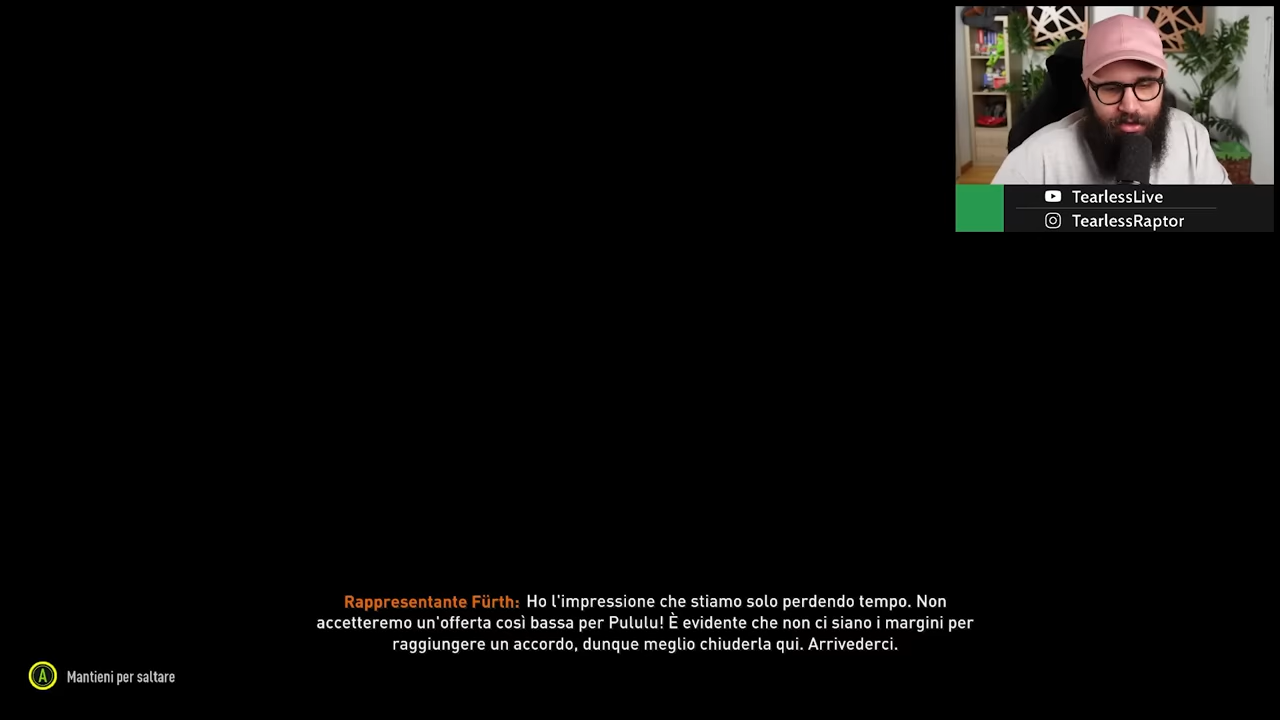 TearlessLive
TearlessRaptor
Rappresentante Fürth: Ho l'impressione che stiamo solo perdendo tempo. Non
accetteremo un'offerta così bassa per Pululu! È evidente che non ci siano i margini per
raggiungere un accordo, dunque meglio chiuderla qui. Arrivederci.
A Mantieni per saltare